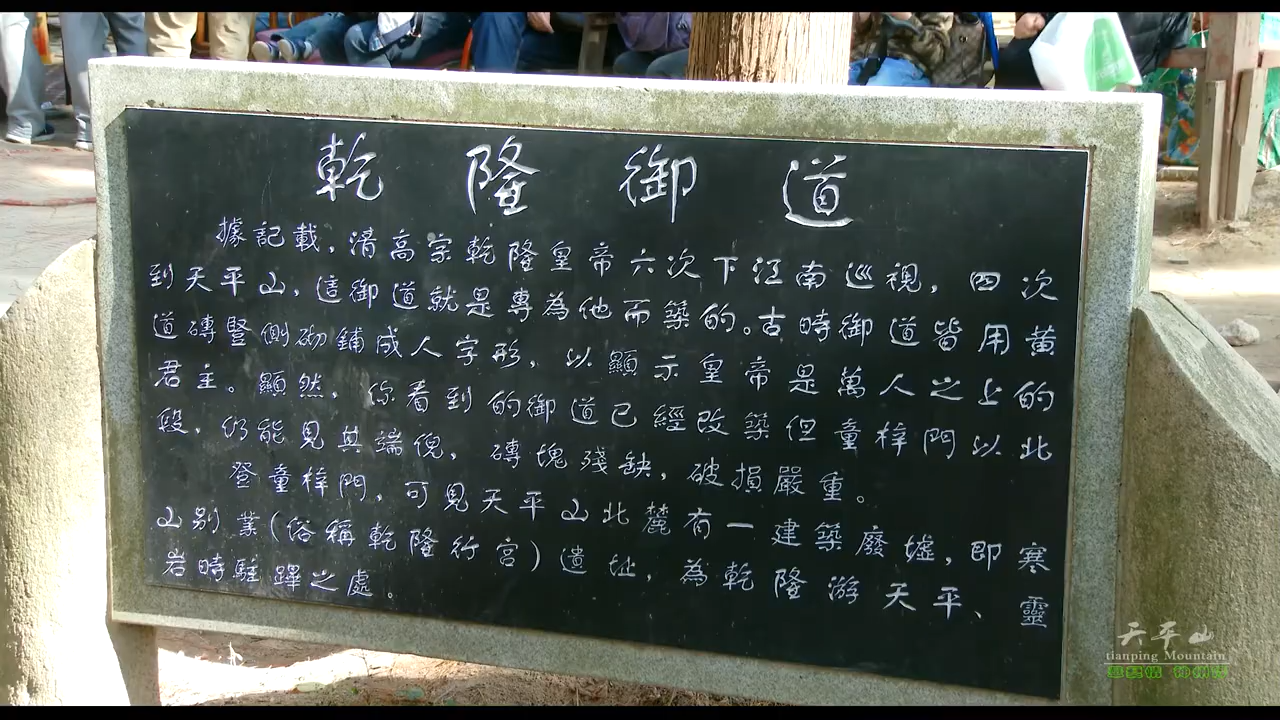 乾隆御道
據記載,清高宗乾隆皇帝六次下江南巡視,四次
到天平山,這御道就是專為他而築的。古時御道皆用黃
道磚豎側砌鋪成人字形,以顯示皇帝是萬人之上的
君主。顯然,你看到的御道已經改築但童梓門以北
段,仍能見其端倪,磚塊殘缺,破損嚴重。
登童梓門,可見天平山北麓有一建築廢墟,即寒
山別業(俗稱乾隆行宮)遺址,為乾隆游天平、靈
岩時駐蹕之處。
天平山
tianping Mountain